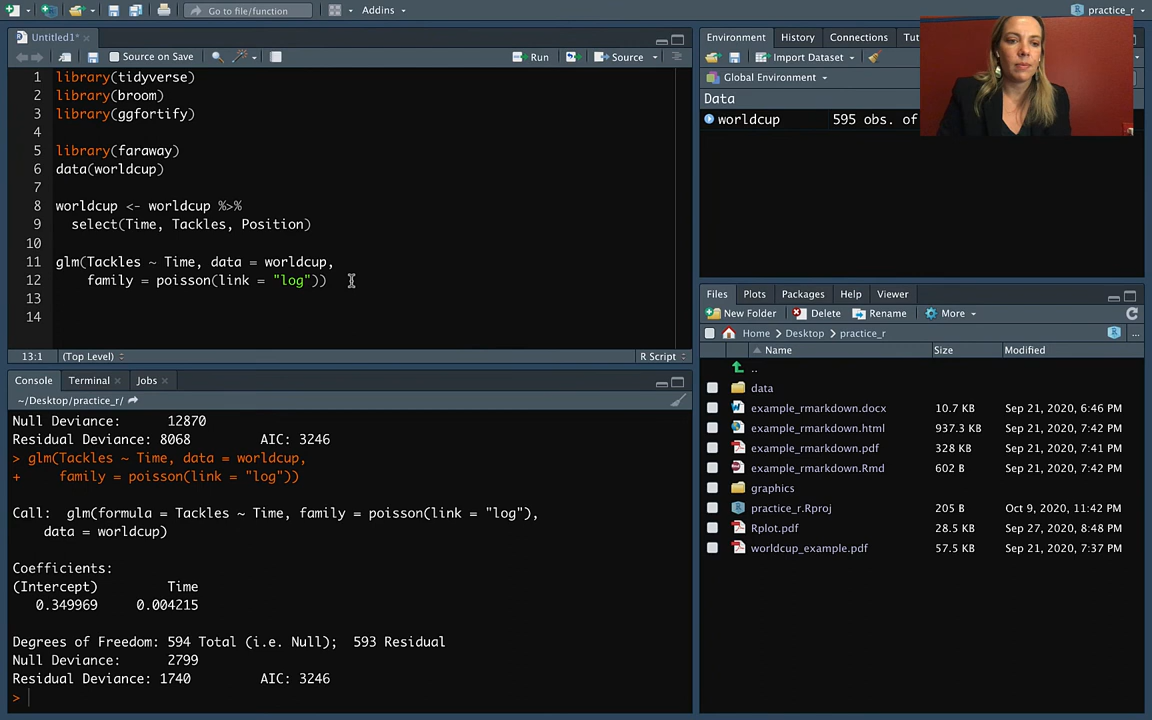 Go to file/function
Addins
practice_r
Untitled1*
Source on Save
Run
Source
1 library(tidyverse)
2 library(broom)
3 library(ggfortify)
4
5 library(faraway)
6 data(worldcup)
7
8 worldcup <- worldcup %>%
9 select(Time, Tackles, Position)
10
11 glm(Tackles ~ Time, data = worldcup,
12 family = poisson(link = "log"))
13
14
13:1 (Top Level) R Script
Console Terminal Jobs
~/Desktop/practice_r/
Null Deviance: 12870
Residual Deviance: 8068 AIC: 3246
> glm(Tackles ~ Time, data = worldcup,
+ family = poisson(link = "log"))
Call: glm(formula = Tackles ~ Time, family = poisson(link = "log"),
data = worldcup)
Coefficients:
(Intercept) Time
0.349969 0.004215
Degrees of Freedom: 594 Total (i.e. Null); 593 Residual
Null Deviance: 2799
Residual Deviance: 1740 AIC: 3246
>
Environment History Connections Tut
Import Dataset
Global Environment
Data
worldcup 595 obs. of
Files Plots Packages Help Viewer
New Folder Delete Rename More
Home Desktop practice_r ...
Name Size Modified
..
data
example_rmarkdown.docx 10.7 KB Sep 21, 2020, 6:46 PM
example_rmarkdown.html 937.3 KB Sep 21, 2020, 7:42 PM
example_rmarkdown.pdf 328 KB Sep 21, 2020, 7:41 PM
example_rmarkdown.Rmd 602 B Sep 21, 2020, 7:42 PM
graphics
practice_r.Rproj 205 B Oct 9, 2020, 11:42 PM
Rplot.pdf 28.5 KB Sep 27, 2020, 8:48 PM
worldcup_example.pdf 57.5 KB Sep 21, 2020, 7:37 PM